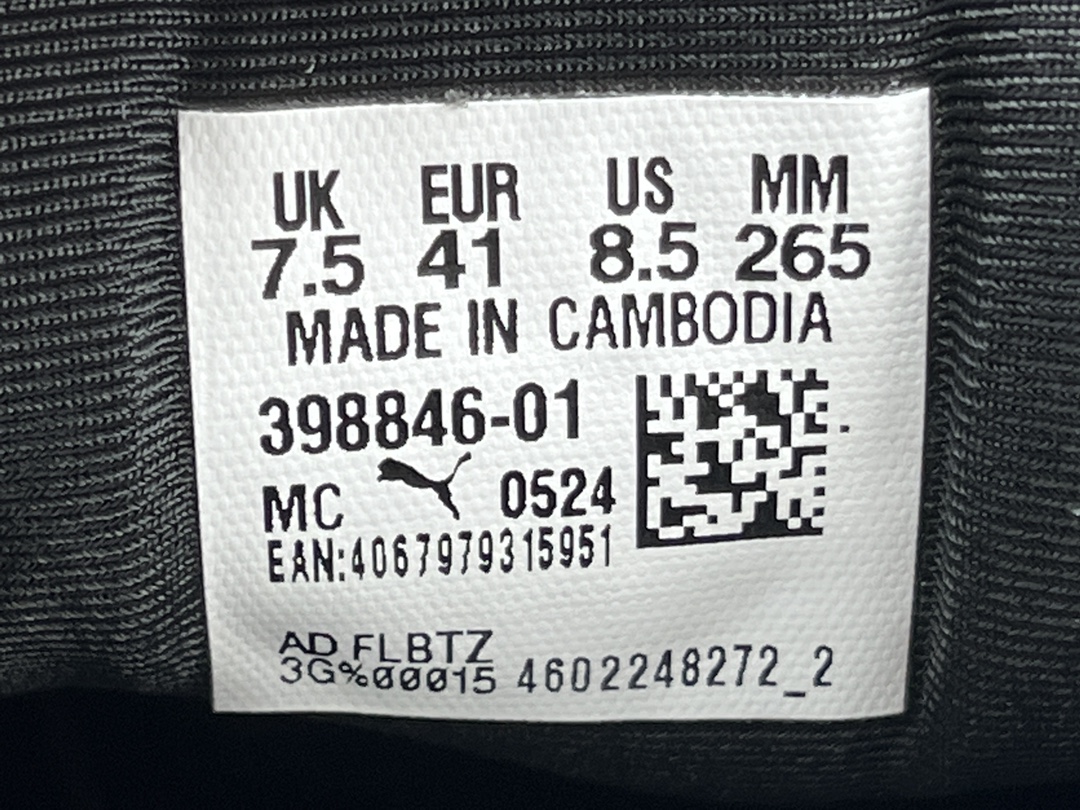 UK EUR US MM
7.5 41 8.5 265
MADE IN CAMBODIA
398846-01
MC 0524
EAN:4067979315951
AD FLBTZ
3G%00015 4602248272_2